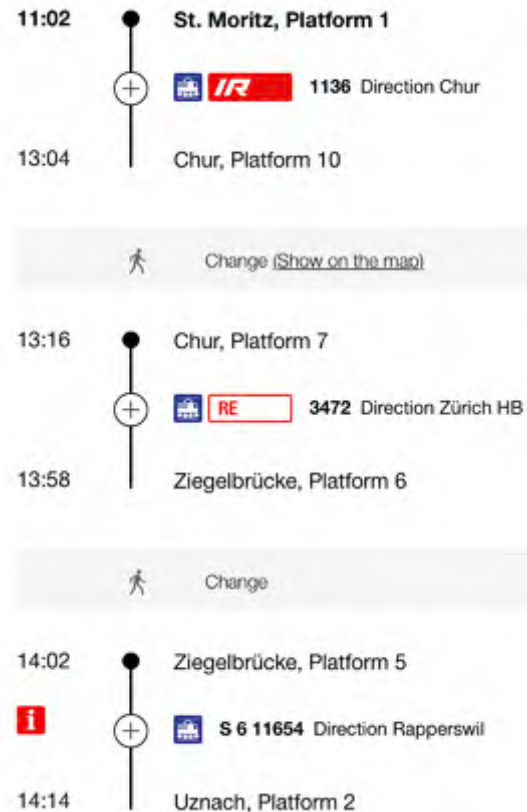 11:02 St. Moritz, Platform 1
IR 1136 Direction Chur
13:04 Chur, Platform 10
Change (Show on the map)
13:16 Chur, Platform 7
RE 3472 Direction Zürich HB
13:58 Ziegelbrücke, Platform 6
Change
14:02 Ziegelbrücke, Platform 5
i S 6 11654 Direction Rapperswil
14:14 Uznach, Platform 2